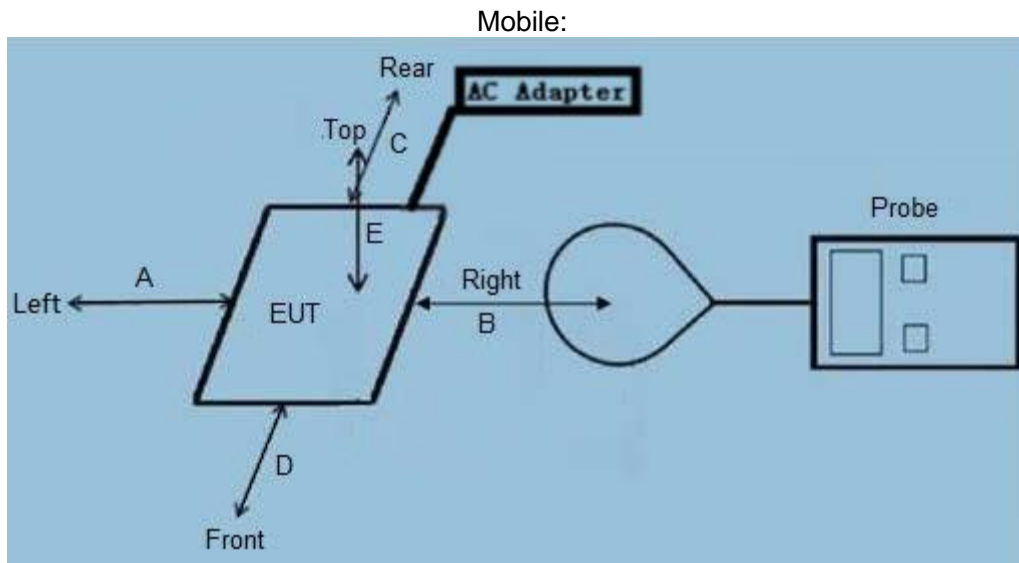 Mobile:
Rear
AC Adapter
.Top
C
Probe
E
A
Right
Left
EUT
B
D
Front